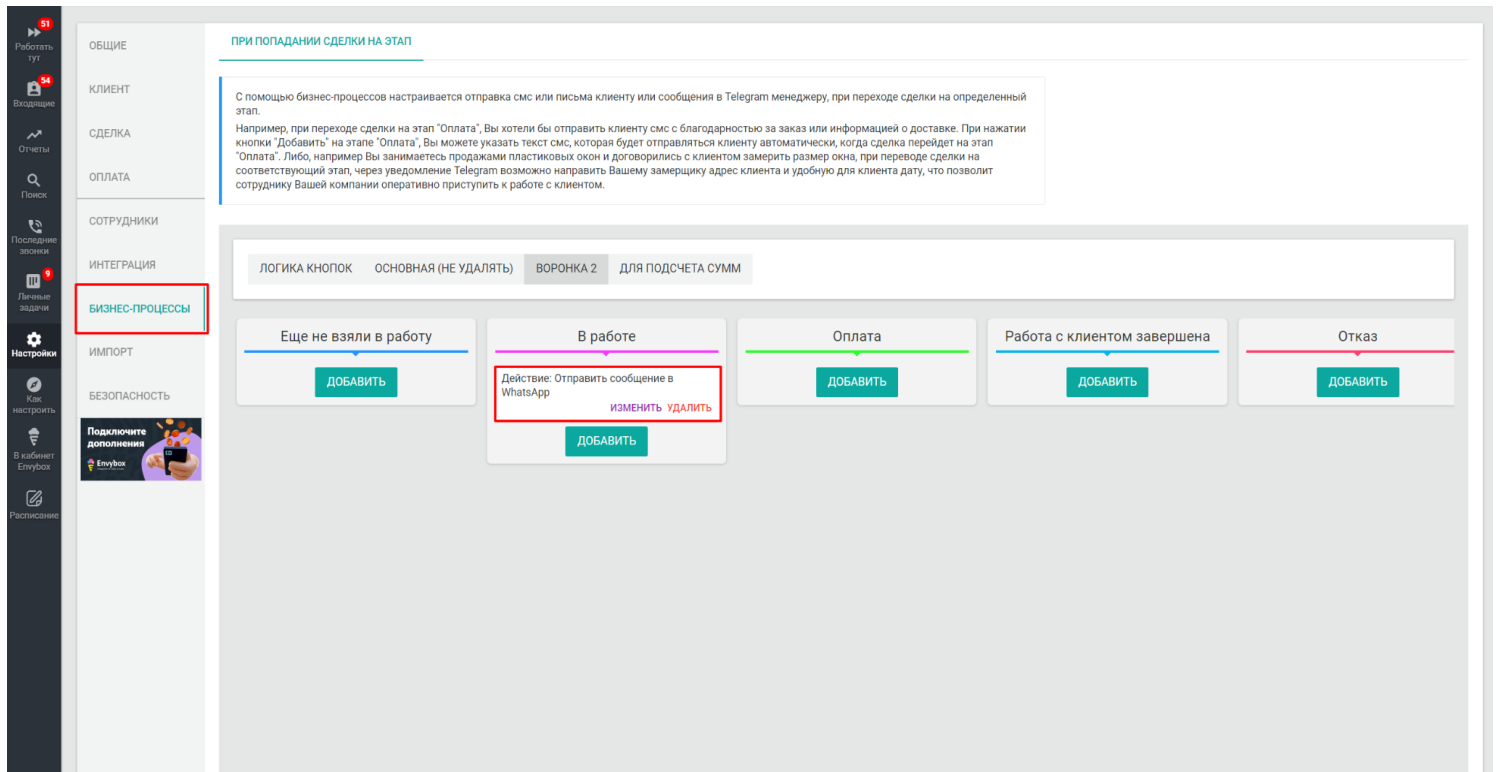 51
Работать
тут
54
Входящие
Отчеты
Поиск
Последние
звонки
9
Личные
задачи
Настройки
Как
настроить
В кабинет
Envybox
Расписание
ОБЩИЕ
КЛИЕНТ
СДЕЛКА
ОПЛАТА
СОТРУДНИКИ
ИНТЕГРАЦИЯ
БИЗНЕС-ПРОЦЕССЫ
ИМПОРТ
БЕЗОПАСНОСТЬ
Подключите
дополнения
Envybox
ПРИ ПОПАДАНИИ СДЕЛКИ НА ЭТАП
С помощью бизнес-процессов настраивается отправка смс или письма клиенту или сообщения в Telegram менеджеру, при переходе сделки на определенный
этап.
Например, при переходе сделки на этап "Оплата", Вы хотели бы отправить клиенту смс с благодарностью за заказ или информацией о доставке. При нажатии
кнопки "Добавить" на этапе "Оплата", Вы можете указать текст смс, которая будет отправляться клиенту автоматически, когда сделка перейдет на этап
"Оплата". Либо, например Вы занимаетесь продажами пластиковых окон и договорились с клиентом замерить размер окна, при переводе сделки на
соответствующий этап, через уведомление Telegram возможно направить Вашему замерщику адрес клиента и удобную для клиента дату, что позволит
сотруднику Вашей компании оперативно приступить к работе с клиентом.
ЛОГИКА КНОПОК ОСНОВНАЯ (НЕ УДАЛЯТЬ) ВОРОНКА 2 ДЛЯ ПОДСЧЕТА СУММ
Еще не взяли в работу
ДОБАВИТЬ
В работе
Действие: Отправить сообщение в
WhatsApp
ИЗМЕНИТЬ УДАЛИТЬ
ДОБАВИТЬ
Оплата
ДОБАВИТЬ
Работа с клиентом завершена
ДОБАВИТЬ
Отказ
ДОБАВИТЬ